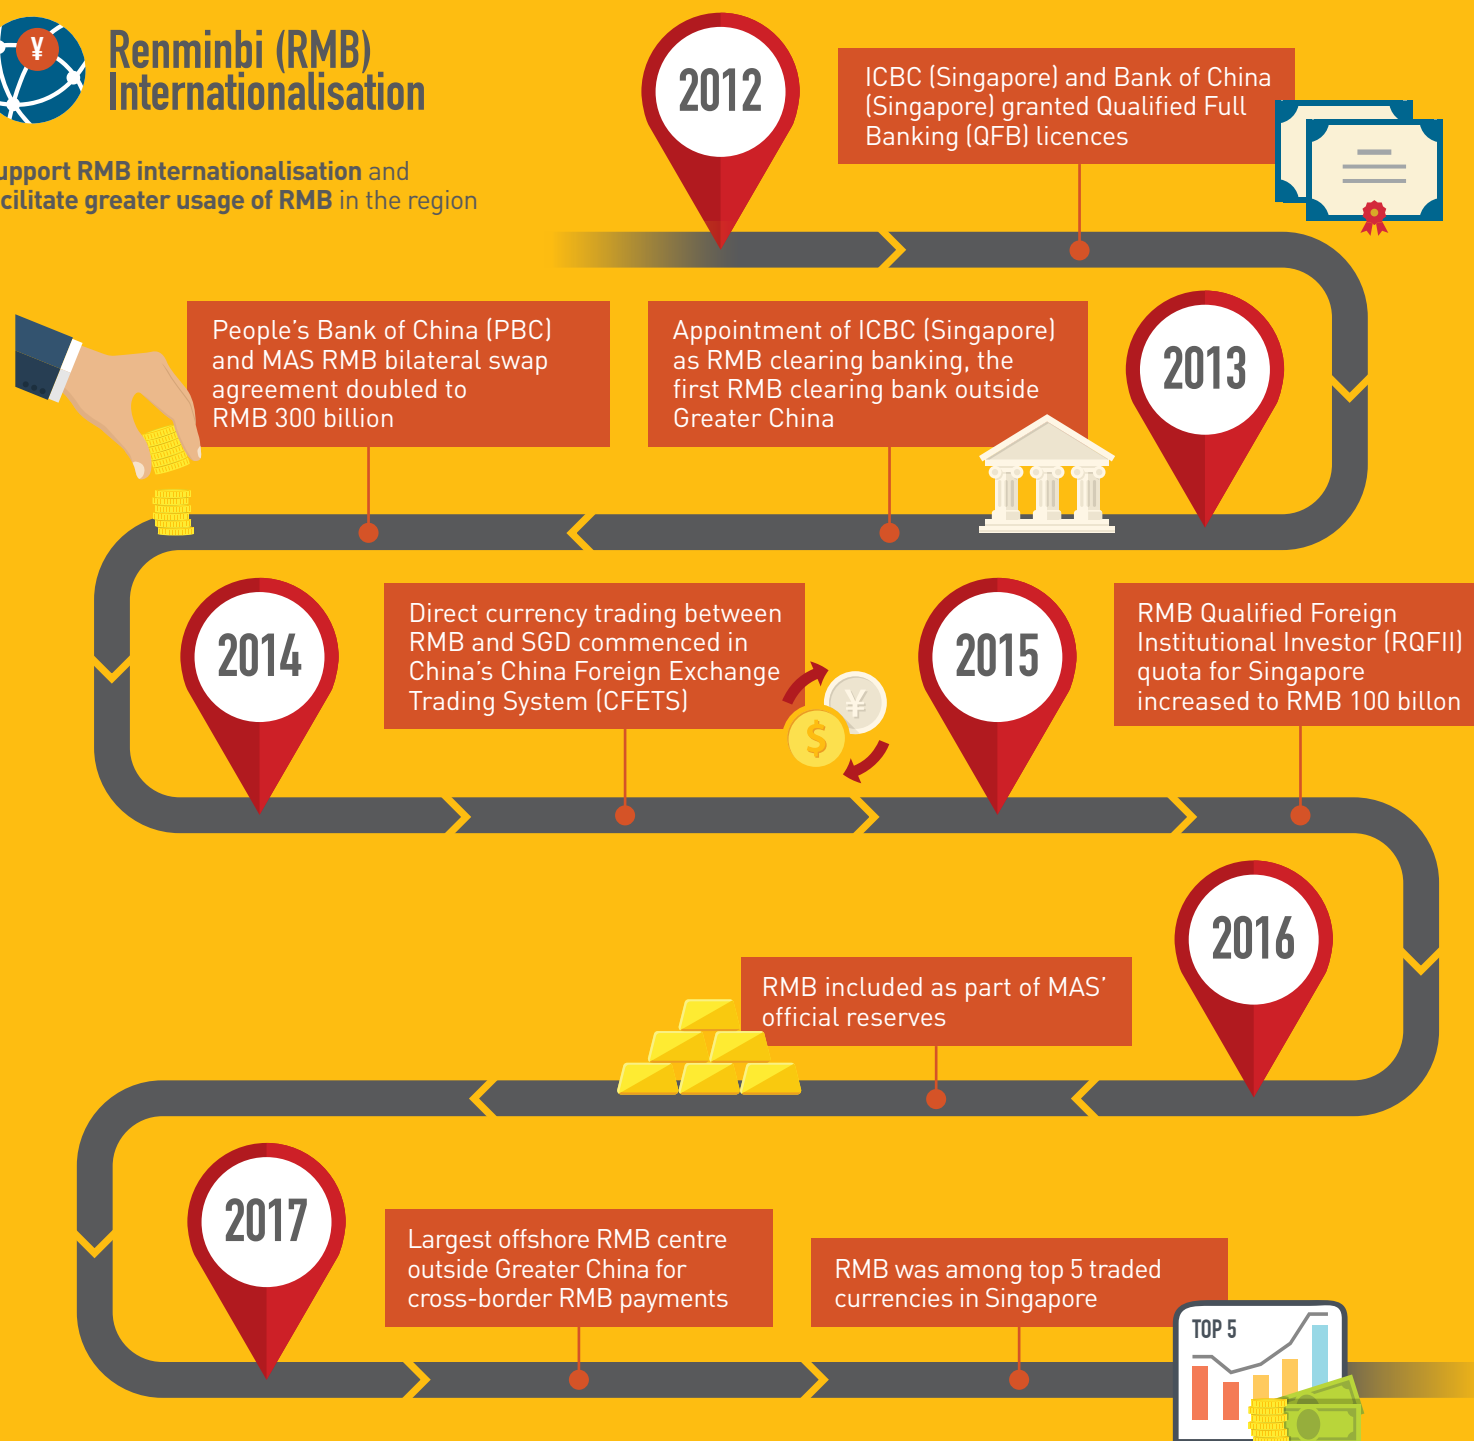 ¥
Renminbi (RMB)
Internationalisation
upport RMB internationalisation and
cilitate greater usage of RMB in the region
2012
ICBC (Singapore) and Bank of China
(Singapore) granted Qualified Full
Banking (QFB) licences
2013
Appointment of ICBC (Singapore)
as RMB clearing banking, the
first RMB clearing bank outside
Greater China
People's Bank of China (PBC)
and MAS RMB bilateral swap
agreement doubled to
RMB 300 billion
2014
Direct currency trading between
RMB and SGD commenced in
China's China Foreign Exchange
Trading System (CFETS)
¥
$
2015
RMB Qualified Foreign
Institutional Investor (RQFII)
quota for Singapore
increased to RMB 100 billon
2016
RMB included as part of MAS'
official reserves
2017
Largest offshore RMB centre
outside Greater China for
cross-border RMB payments
RMB was among top 5 traded
currencies in Singapore
TOP 5